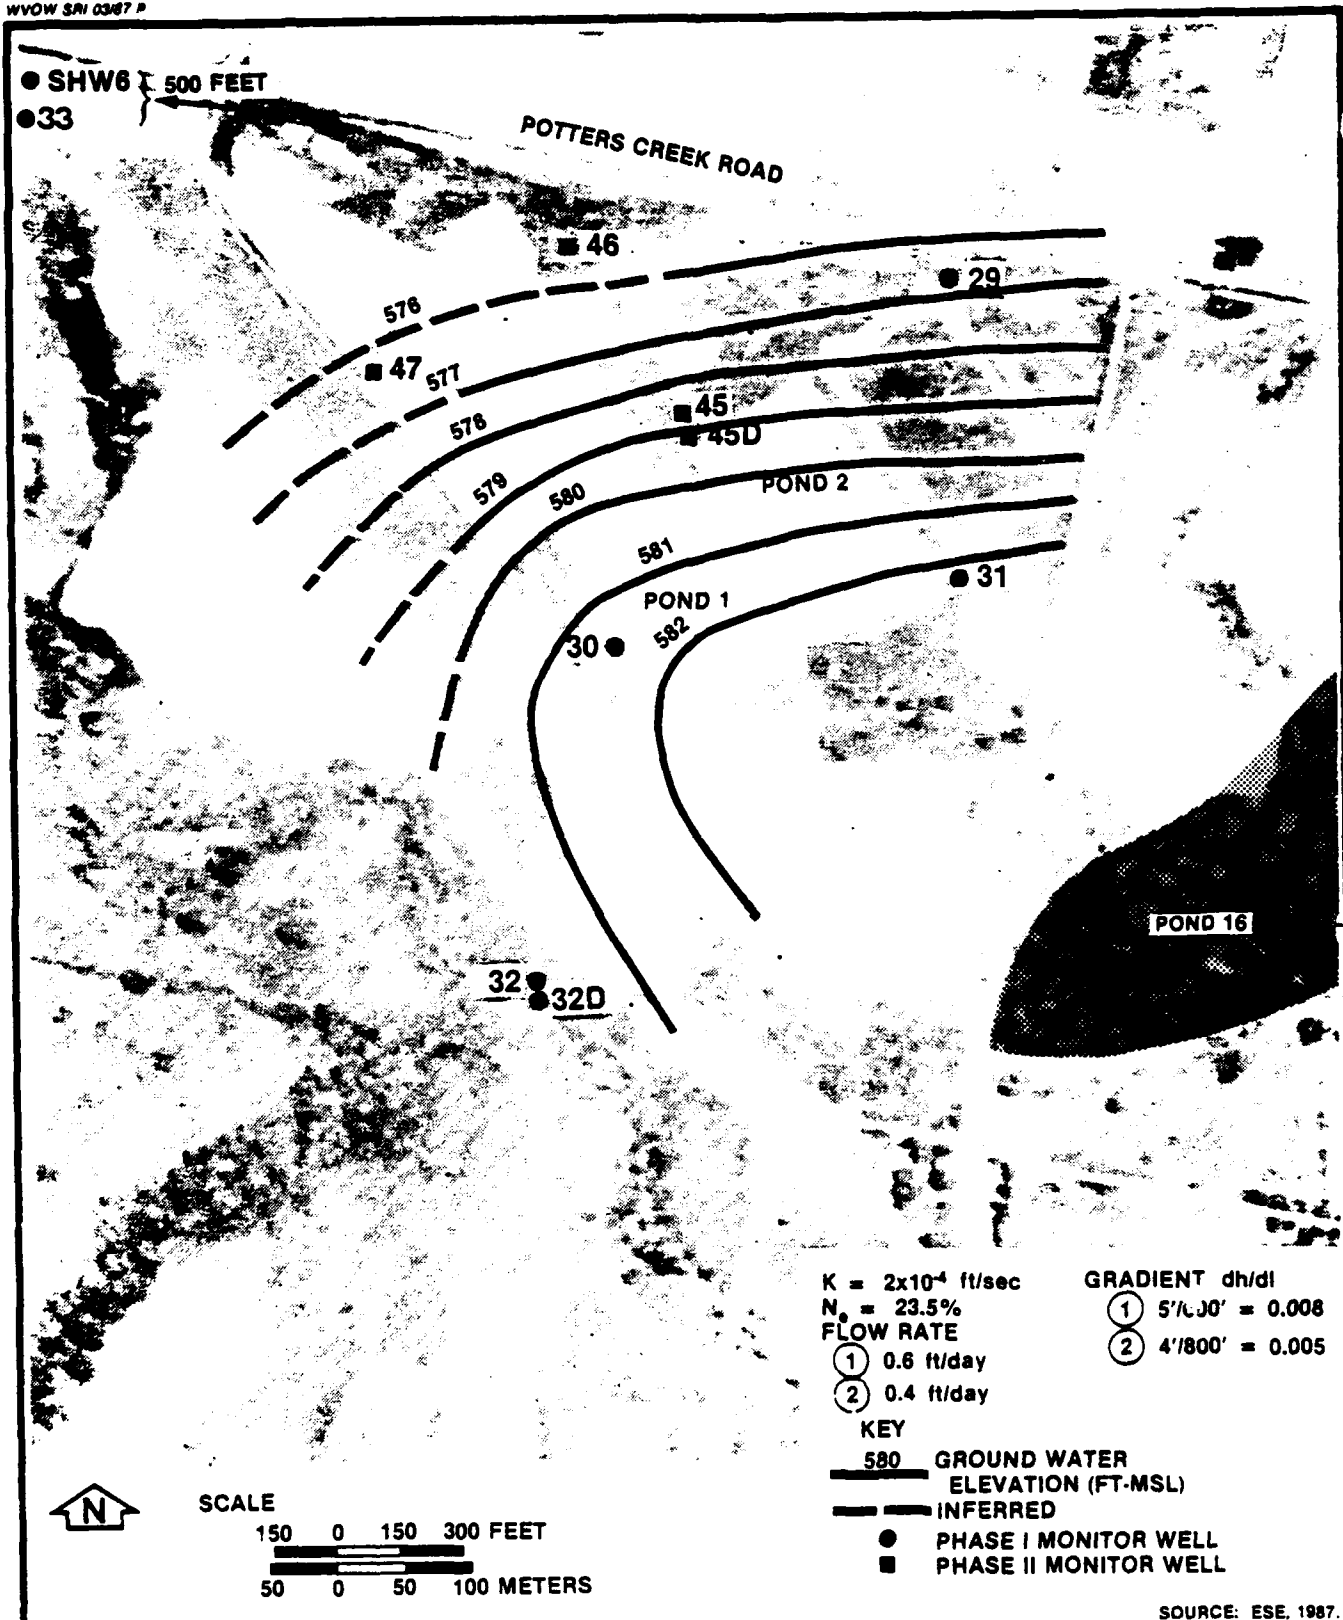 WVOW SRI 03/87 P
SHW6
500 FEET
33
POTTERS CREEK ROAD
46
29
576
47
577
45
578
45D
579
580
POND 2
581
31
POND 1
582
30
POND 16
32
32D
K = 2x10⁻⁴ ft/sec
Nₑ = 23.5%
FLOW RATE
1 0.6 ft/day
2 0.4 ft/day
GRADIENT dh/dl
1 = 0.008
2 4'/800' = 0.005
KEY
580 GROUND WATER
ELEVATION (FT-MSL)
INFERRED
PHASE I MONITOR WELL
PHASE II MONITOR WELL
N
SCALE
150 0 150 300 FEET
50 0 50 100 METERS
SOURCE: ESE, 1987.